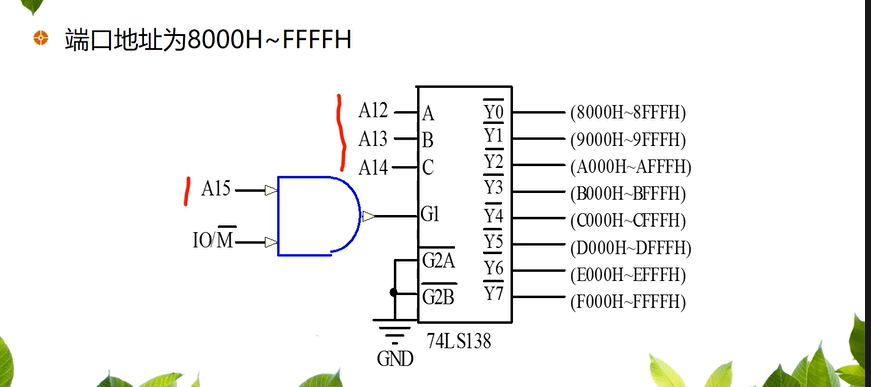 端口地址为8000H~FFFFH
A12 A Y0 (8000H~8FFFH)
A13 B Y1 (9000H~9FFFH)
A14 C Y2 (A000H~AFFFH)
A15 Y3 (B000H~BFFFH)
G1 Y4 (C000H~CFFFH)
IO/M Y5 (D000H~DFFFH)
G2A Y6 (E000H~EFFFH)
G2B Y7 (F000H~FFFFH)
74LS138
GND